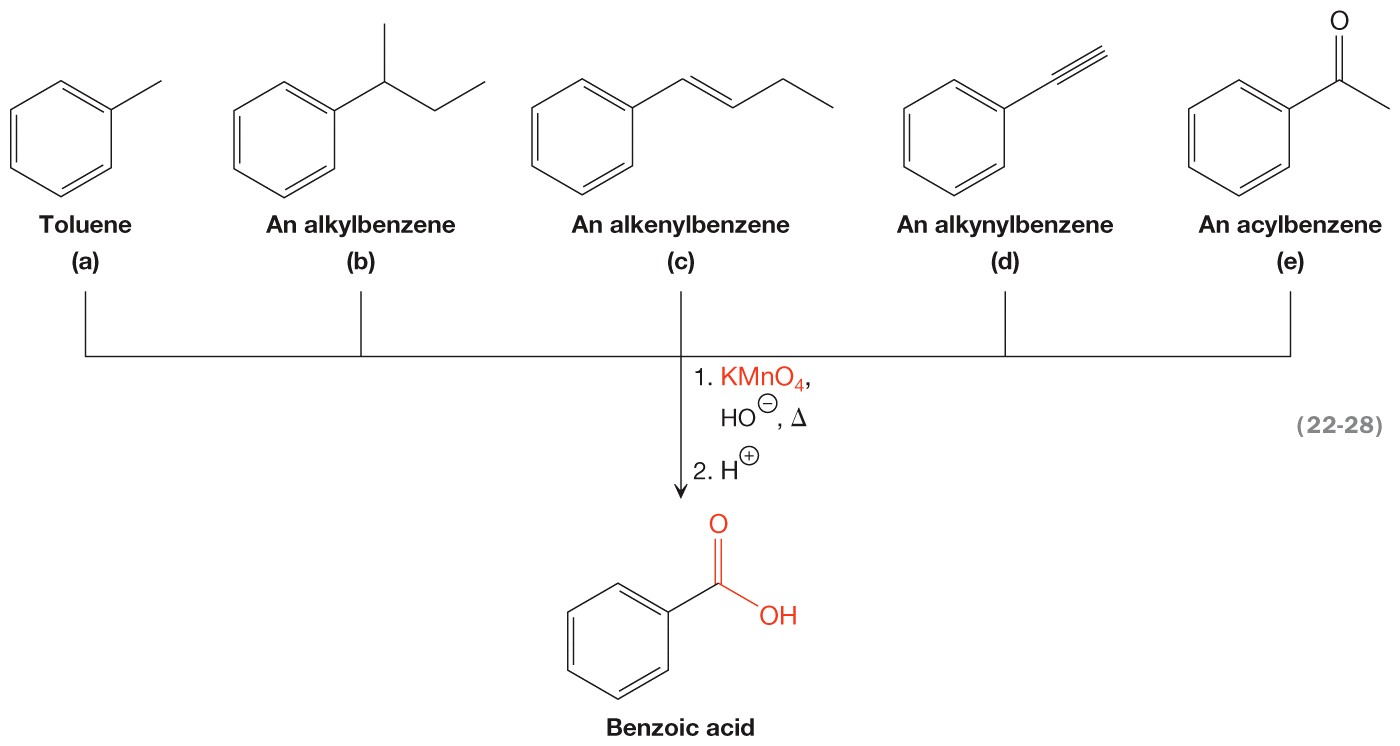 O
Toluene An alkylbenzene An alkenylbenzene An alkynylbenzene An acylbenzene
(a) (b) (c) (d) (e)
1. KMnO₄,
HO⊖, Δ
(22-28)
2. H⊕
O
OH
Benzoic acid